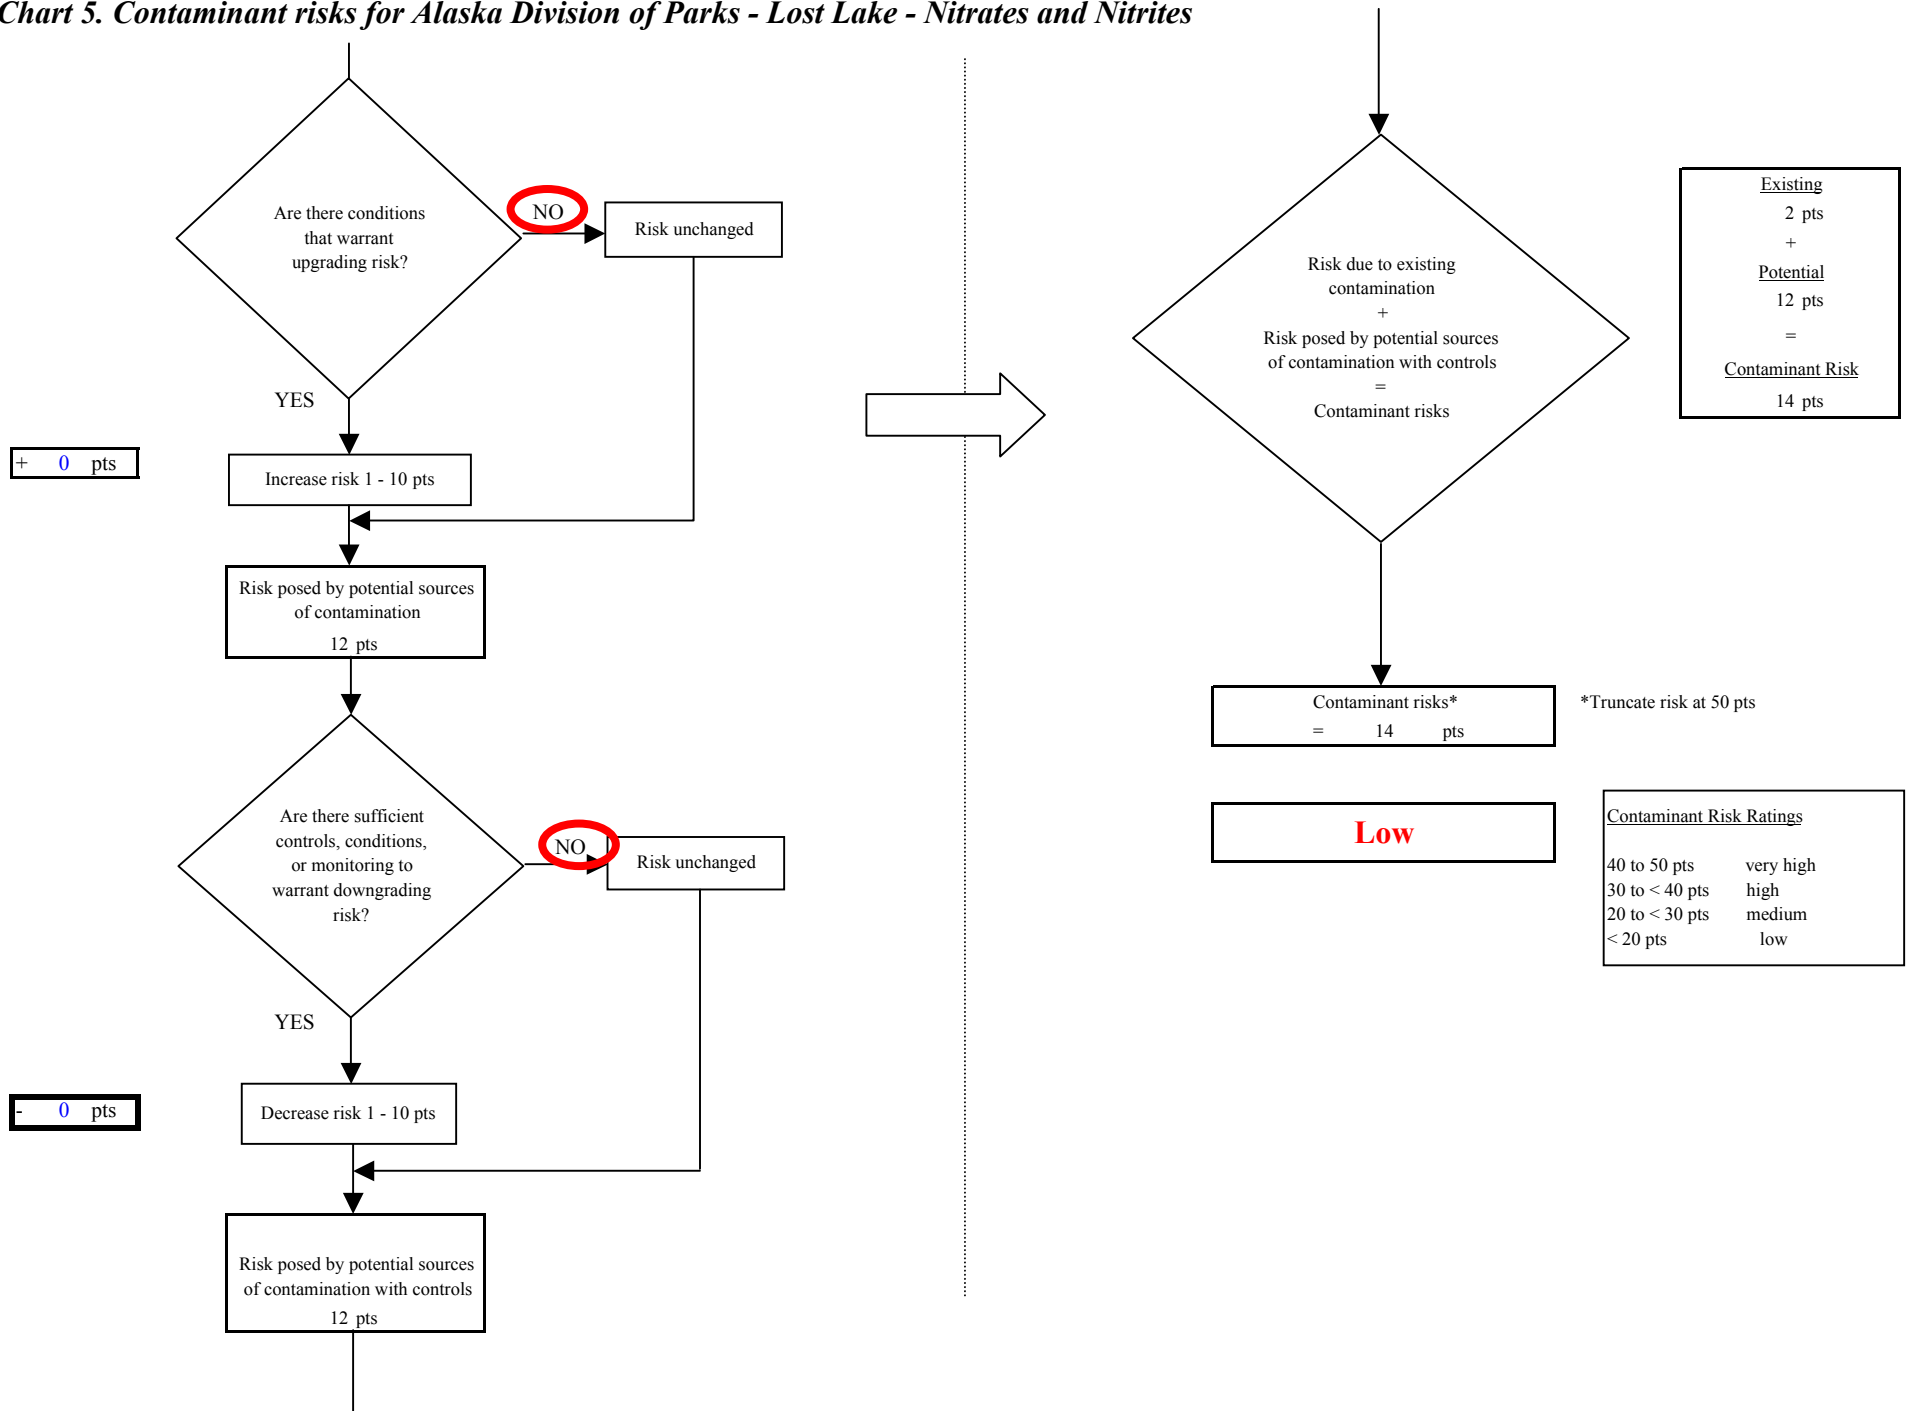 Chart 5. Contaminant risks for Alaska Division of Parks - Lost Lake - Nitrates and Nitrites
Are there conditions
that warrant
upgrading risk?
NO
Risk unchanged
YES
+ 0 pts
Increase risk 1 - 10 pts
Risk posed by potential sources
of contamination
12 pts
Are there sufficient
controls, conditions,
or monitoring to
warrant downgrading
risk?
NO
Risk unchanged
YES
- 0 pts
Decrease risk 1 - 10 pts
Risk posed by potential sources
of contamination with controls
12 pts
Risk due to existing
contamination
+
Risk posed by potential sources
of contamination with controls
=
Contaminant risks
Existing
2 pts
+
Potential
12 pts
=
Contaminant Risk
14 pts
Contaminant risks*
= 14 pts
*Truncate risk at 50 pts
Low
Contaminant Risk Ratings
40 to 50 pts very high
30 to < 40 pts high
20 to < 30 pts medium
< 20 pts low